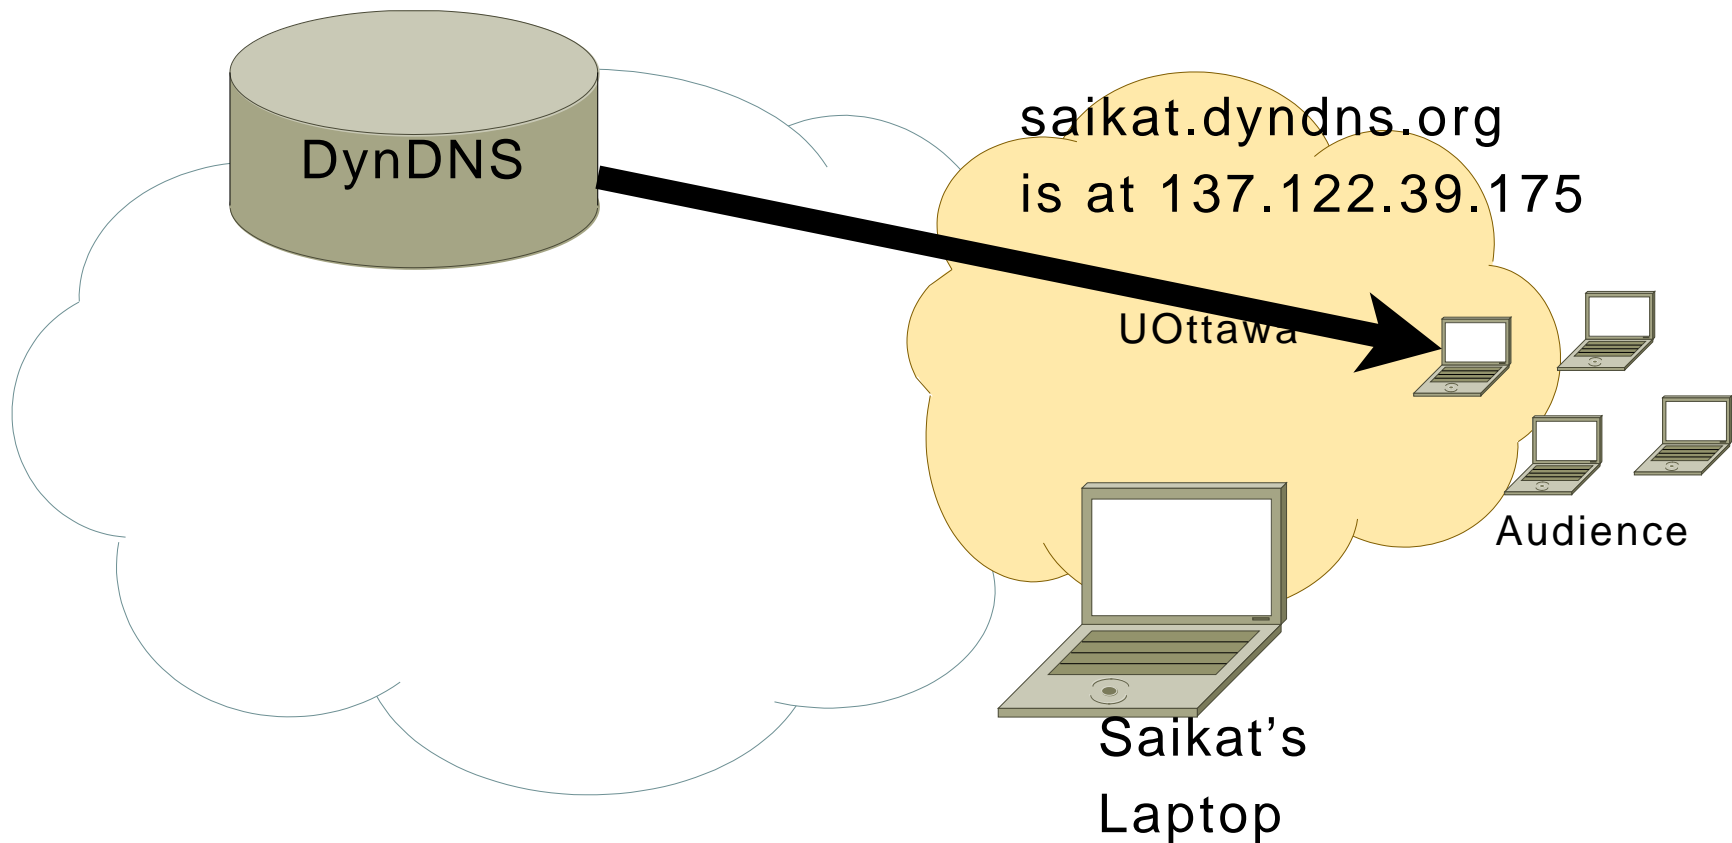 DynDNS
saikat.dyndns.org
is at 137.122.39.175
UOttawa
Audience
Saikat’s
Laptop